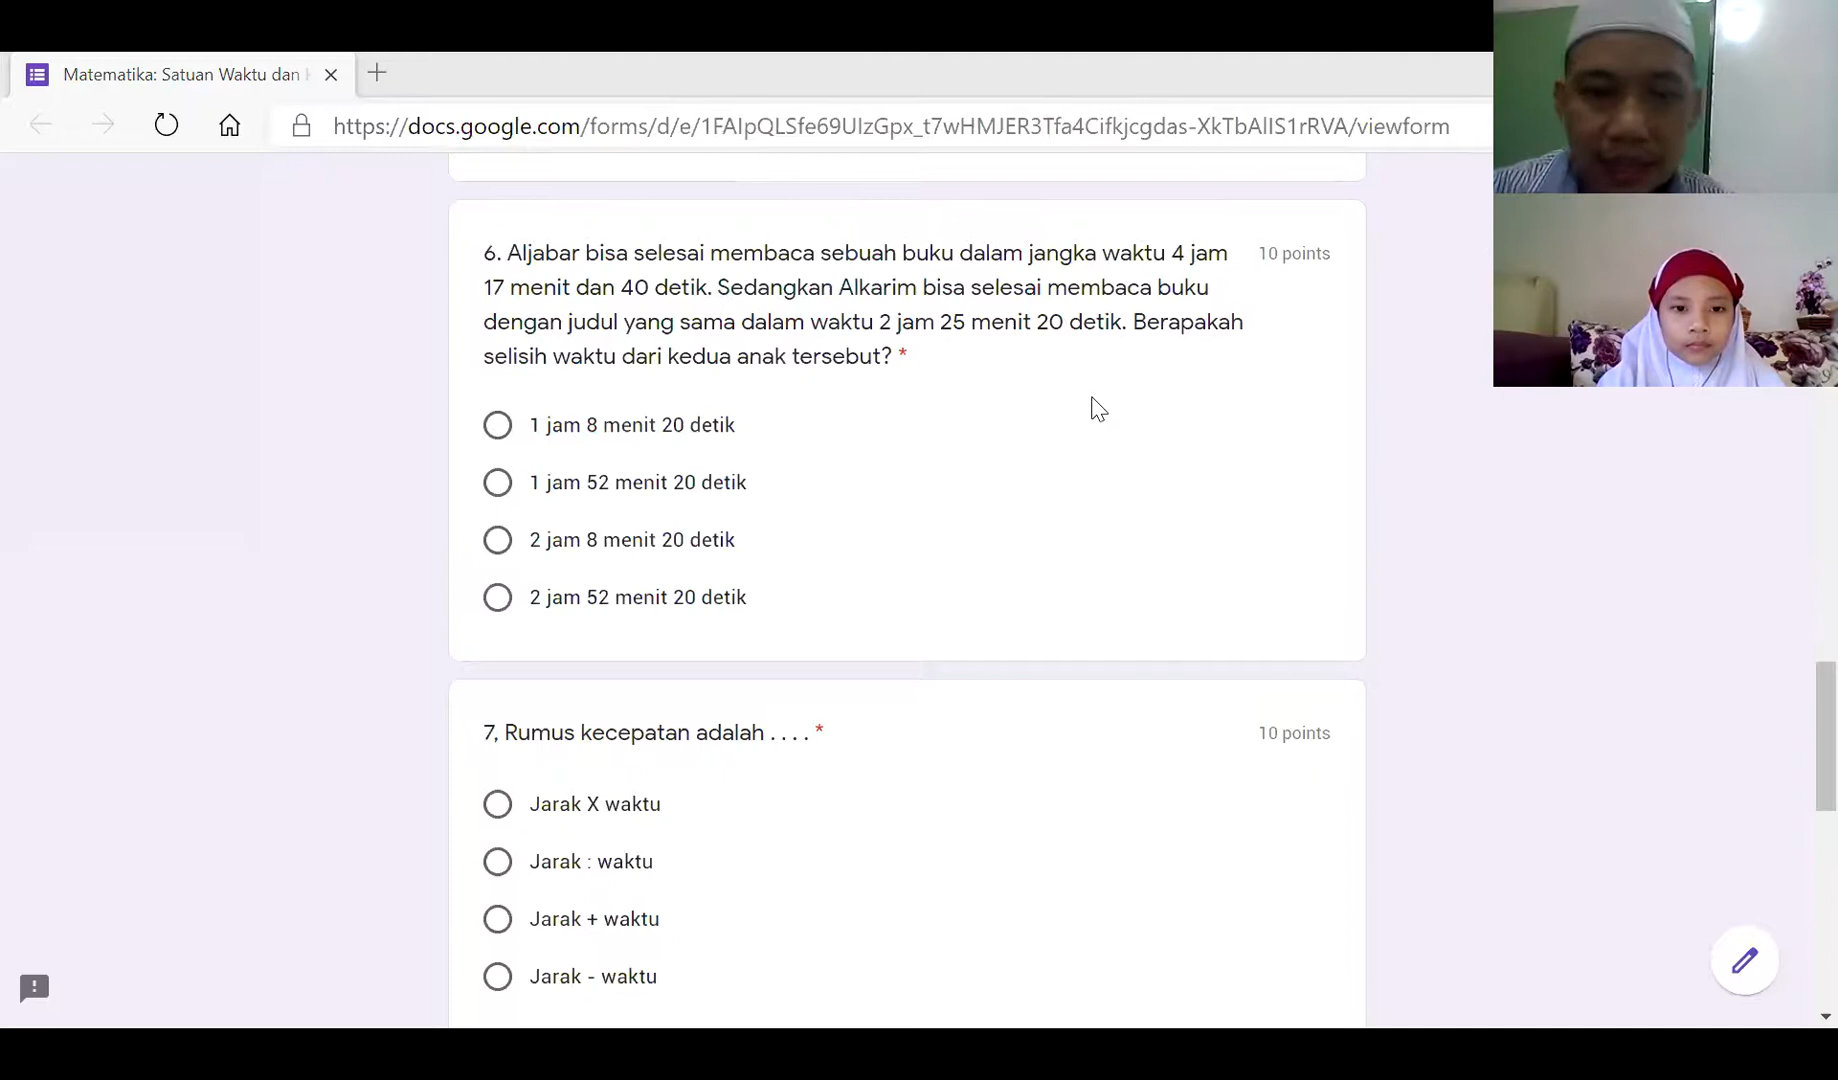 Matematika: Satuan Waktu dan
https://docs.google.com/forms/d/e/1FAIpQLSfe69UIzGpx_t7wHMJER3Tfa4Cifkjcgdas-XkTbAlIS1rRVA/viewform
6. Aljabar bisa selesai membaca sebuah buku dalam jangka waktu 4 jam 10 points
17 menit dan 40 detik. Sedangkan Alkarim bisa selesai membaca buku
dengan judul yang sama dalam waktu 2 jam 25 menit 20 detik. Berapakah
selisih waktu dari kedua anak tersebut? *
1 jam 8 menit 20 detik
1 jam 52 menit 20 detik
2 jam 8 menit 20 detik
2 jam 52 menit 20 detik
7, Rumus kecepatan adalah . . . . * 10 points
Jarak X waktu
Jarak : waktu
Jarak + waktu
Jarak - waktu